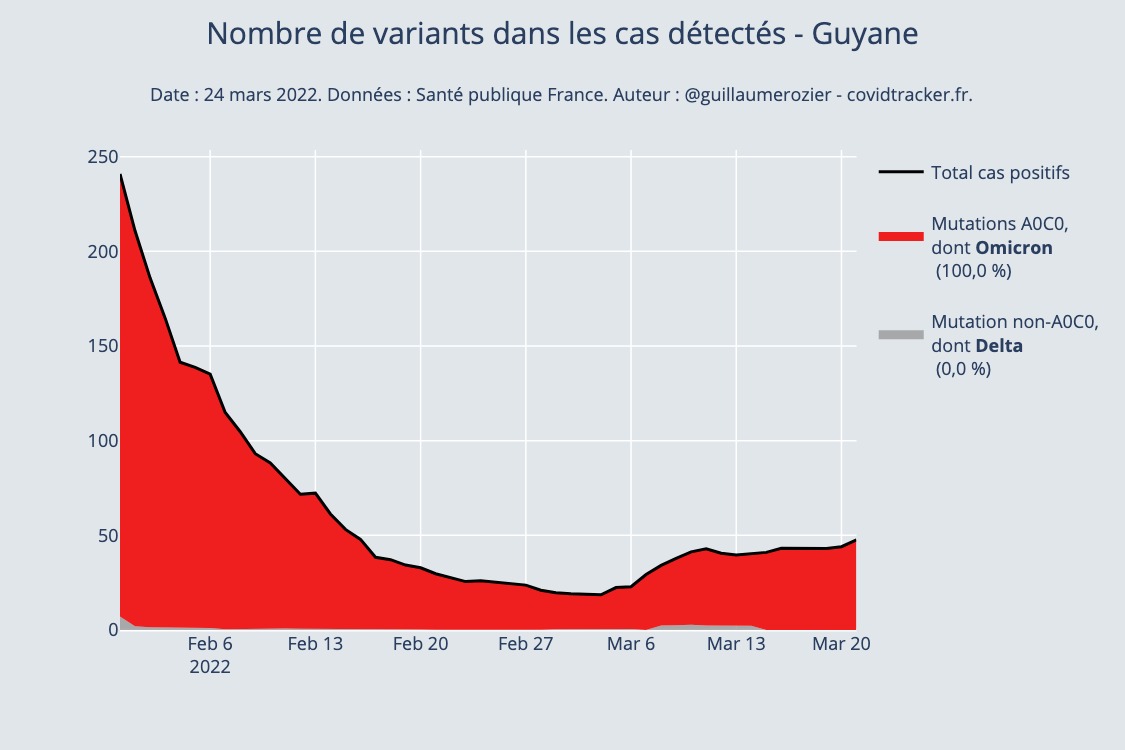 Nombre de variants dans les cas détectés - Guyane
Date : 24 mars 2022. Données : Santé publique France. Auteur : @guillaumerozier - covidtracker.fr.
250
200
150
100
50
0
Feb 6
2022
Feb 13
Feb 20
Feb 27
Mar 6
Mar 13
Mar 20
Total cas positifs
Mutations A0C0,
dont Omicron
(100,0 %)
Mutation non-A0C0,
dont Delta
(0,0 %)